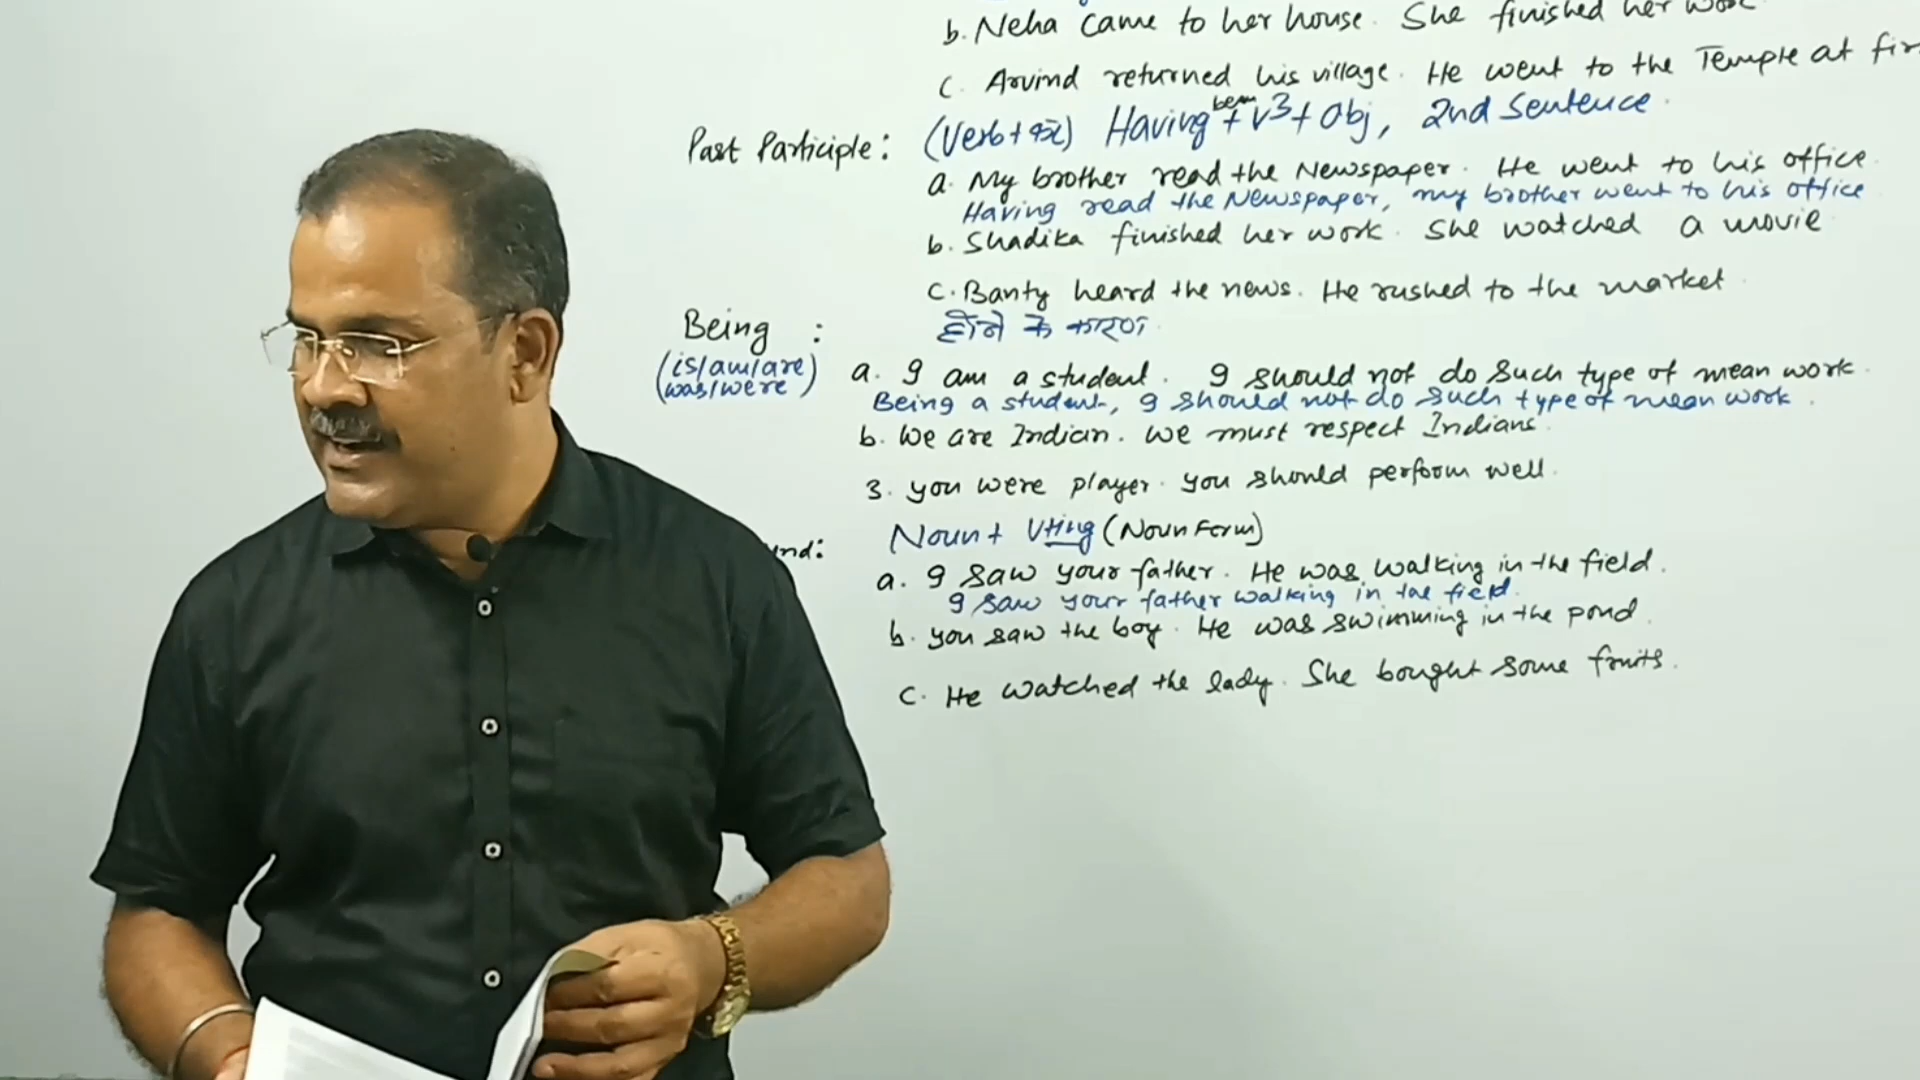 b. Neha came to her house. She finished her work
c. Arvind returned his village. He went to the Temple at
Past Participle: (Verb+कर) Having been + V3 + Obj, 2nd Sentence.
a. My brother read the Newspaper. He went to his office.
Having read the Newspaper, my brother went to his office
b. Shadika finished her work. She watched a movie
c. Banty heard the news. He rushed to the market.
Being : होने के कारण.
(is/am/are) a. I am a student. I should not do such type of mean work.
was/were) Being a student, I should not do such type of mean work.
b. We are Indian. We must respect Indians.
3. you were player. you should perform well.
und: Noun + V+ing (Noun Form)
a. I saw your father. He was walking in the field.
I saw your father walking in the field.
b. you saw the boy. He was swimming in the pond.
c. He watched the lady. She bought some fruits.